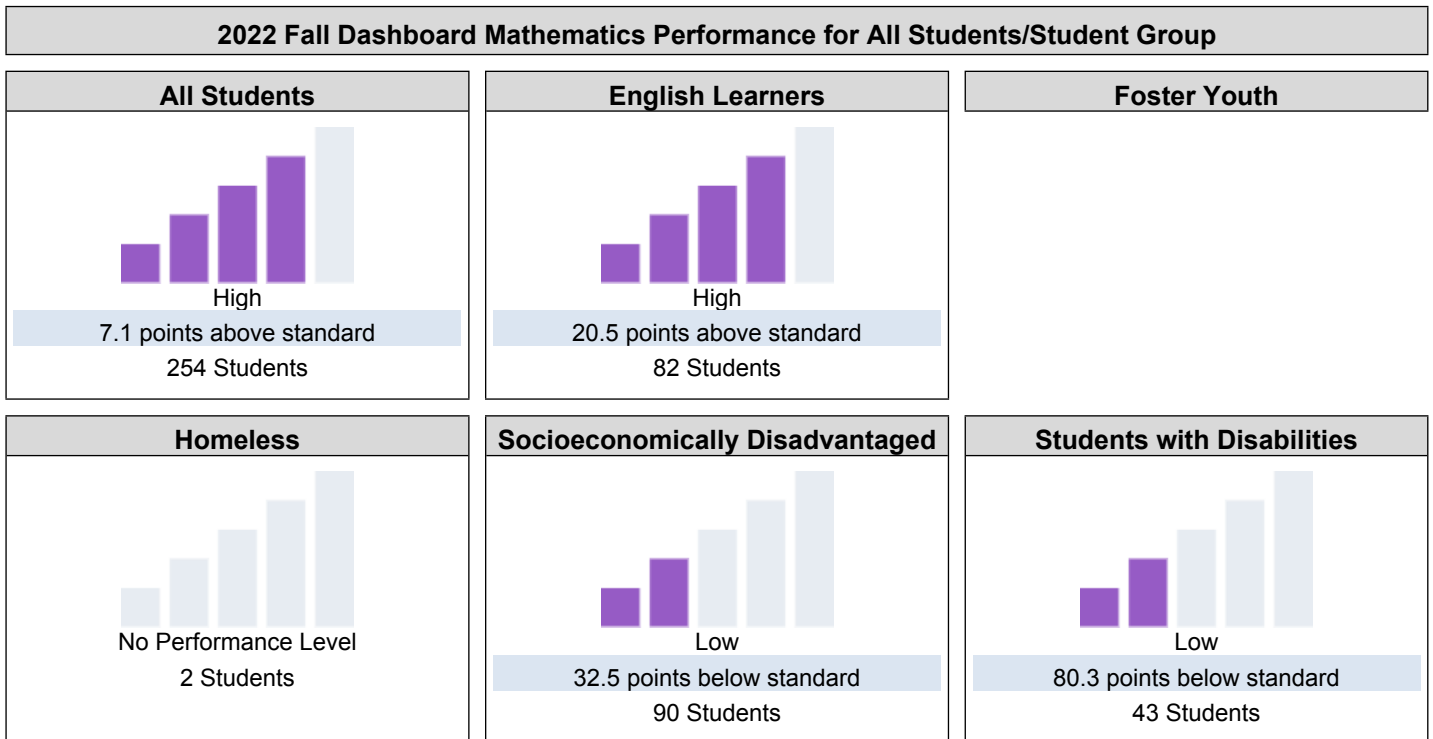 2022 Fall Dashboard Mathematics Performance for All Students/Student Group
All Students
High
7.1 points above standard
254 Students
English Learners
High
20.5 points above standard
82 Students
Foster Youth
Homeless
No Performance Level
2 Students
Socioeconomically Disadvantaged
Low
32.5 points below standard
90 Students
Students with Disabilities
Low
80.3 points below standard
43 Students